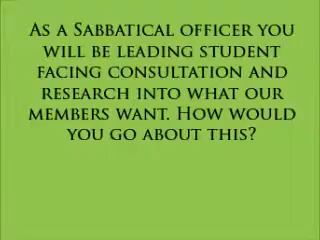 As a Sabbatical officer you
will be leading student
facing consultation and
research into what our
members want. How would
you go about this?